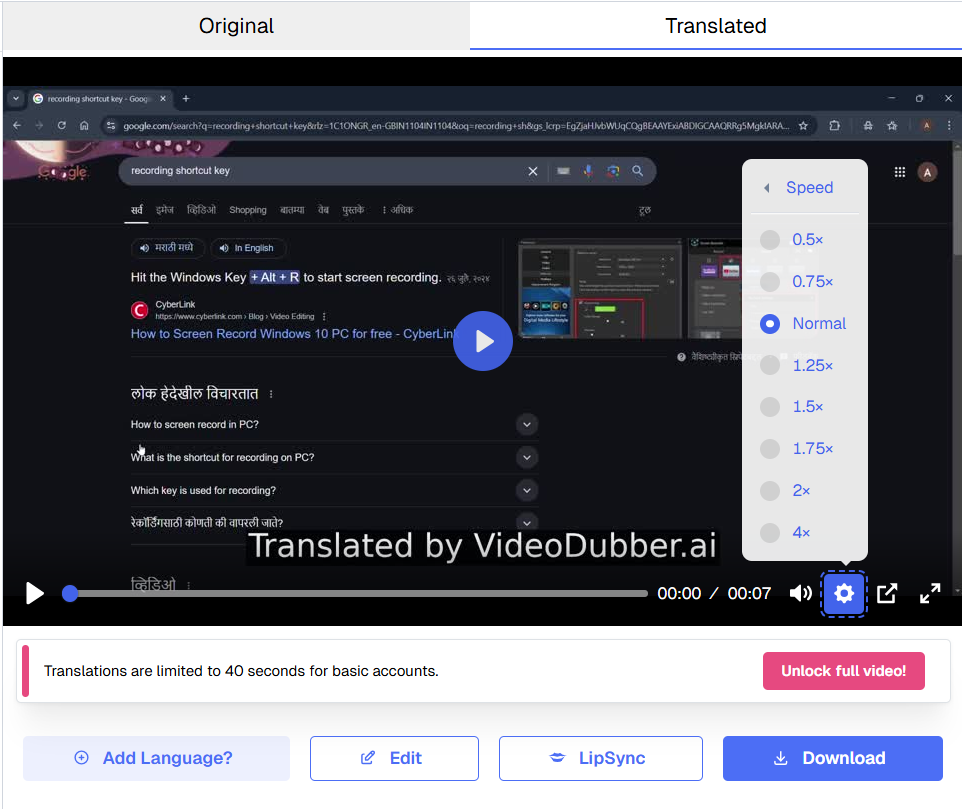 Original
Translated
recording shortcut key - Google
google.com/search?q=recording+shortcut+key&rlz=1C1ONGR_en-GBIN1104IN1104&oq=recording+sh&gs_lcrp=EgZjaHJvbWUqCQgBEAAYExiABDIGCAAQRRg5MgkIARA...
A
Google
recording shortcut key
A
सर्व इमेज व्हिडिओ Shopping बातम्या वेब पुस्तके अधिक टूल
मराठी मध्ये In English
Hit the Windows Key + Alt + R to start screen recording. २६ जुलै, २०२४
CyberLink
https://www.cyberlink.com › Blog › Video Editing
How to Screen Record Windows 10 PC for free - CyberLink
वैशिष्ट्यीकृत
लोक हेदेखील विचारतात
How to screen record in PC?
What is the shortcut for recording on PC?
Which key is used for recording?
रेकॉर्डिंगसाठी कोणती की वापरली जाते?
Translated by VideoDubber.ai
व्हिडिओ
Speed
0.5×
0.75×
Normal
1.25×
1.5×
1.75×
2×
4×
00:00 / 00:07
Translations are limited to 40 seconds for basic accounts.
Unlock full video!
Add Language?
Edit
LipSync
Download